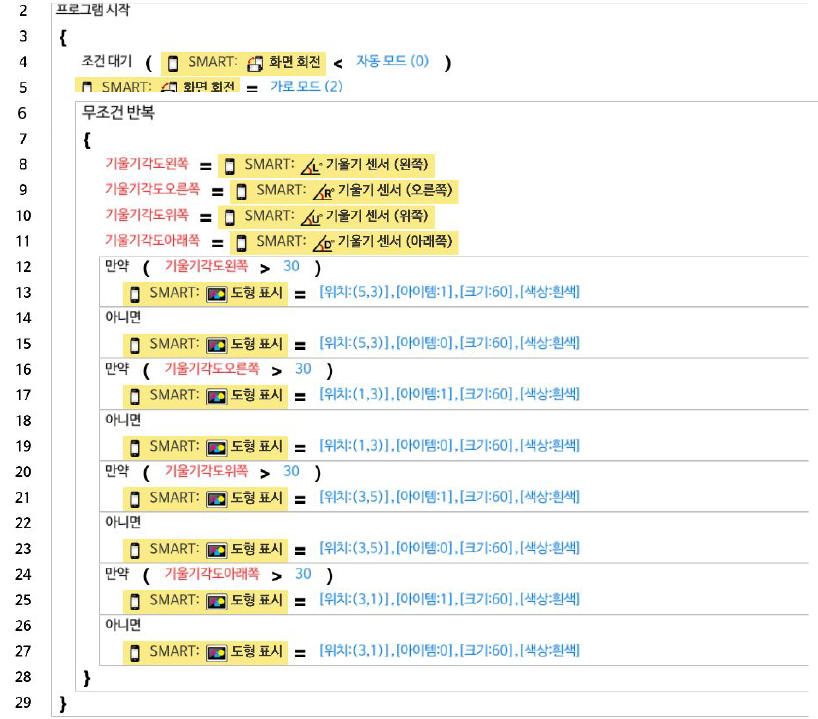 2 프로그램 시작
3 {
4 조건 대기 ( SMART: 화면 회전 < 자동 모드 (0) )
5 SMART: 화면 회전 = 가로 모드 (2)
6 무조건 반복
7 {
8 기울기각도왼쪽 = SMART: L 기울기 센서 (왼쪽)
9 기울기각도오른쪽 = SMART: R 기울기 센서 (오른쪽)
10 기울기각도위쪽 = SMART: U 기울기 센서 (위쪽)
11 기울기각도아래쪽 = SMART: D 기울기 센서 (아래쪽)
12 만약 ( 기울기각도왼쪽 > 30 )
13 SMART: 도형 표시 = [위치:(5,3)],[아이템:1],[크기:60],[색상:흰색]
14 아니면
15 SMART: 도형 표시 = [위치:(5,3)],[아이템:0],[크기:60],[색상:흰색]
16 만약 ( 기울기각도오른쪽 > 30 )
17 SMART: 도형 표시 = [위치:(1,3)],[아이템:1],[크기:60],[색상:흰색]
18 아니면
19 SMART: 도형 표시 = [위치:(1,3)],[아이템:0],[크기:60],[색상:흰색]
20 만약 ( 기울기각도위쪽 > 30 )
21 SMART: 도형 표시 = [위치:(3,5)],[아이템:1],[크기:60],[색상:흰색]
22 아니면
23 SMART: 도형 표시 = [위치:(3,5)],[아이템:0],[크기:60],[색상:흰색]
24 만약 ( 기울기각도아래쪽 > 30 )
25 SMART: 도형 표시 = [위치:(3,1)],[아이템:1],[크기:60],[색상:흰색]
26 아니면
27 SMART: 도형 표시 = [위치:(3,1)],[아이템:0],[크기:60],[색상:흰색]
28 }
29 }